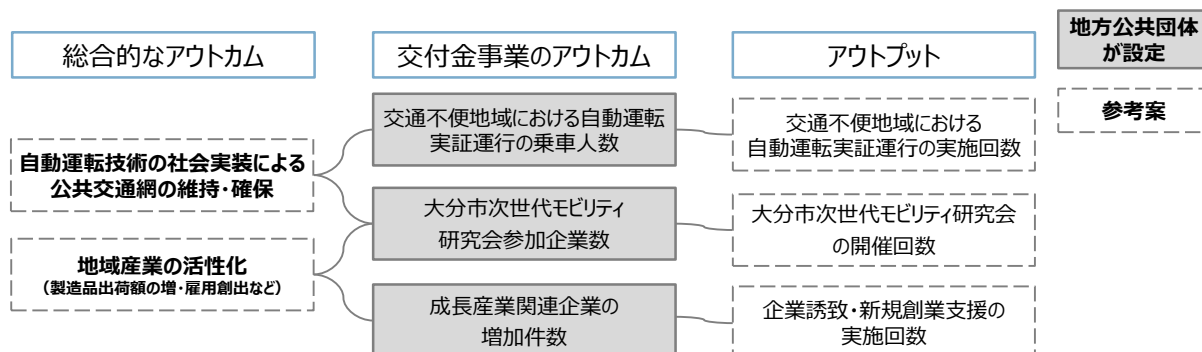 地方公共団体
が設定
総合的なアウトカム
交付金事業のアウトカム
アウトプット
参考案
自動運転技術の社会実装による
公共交通網の維持・確保
地域産業の活性化
（製造品出荷額の増・雇用創出など）
交通不便地域における自動運転
実証運行の乗車人数
大分市次世代モビリティ
研究会参加企業数
成長産業関連企業の
増加件数
交通不便地域における
自動運転実証運行の実施回数
大分市次世代モビリティ研究会
の開催回数
企業誘致・新規創業支援の
実施回数